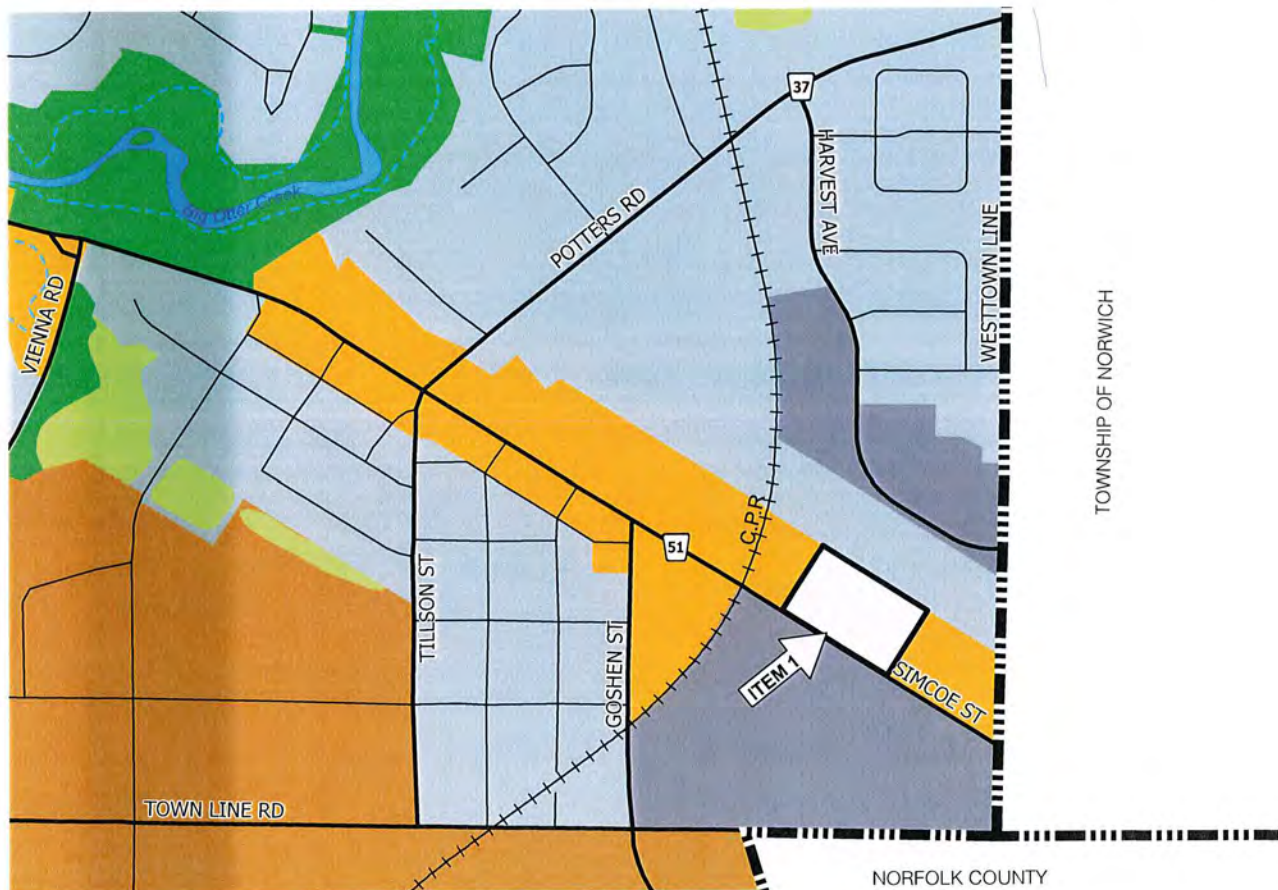 37
HARVEST AVE
Big Otter Creek
POTTERS RD
WESTTOWN LINE
VIENNA RD
TOWNSHIP OF NORWICH
C.P.R
51
TILLSON ST
GOSHEN ST
ITEM 1
SIMCOE ST
TOWN LINE RD
NORFOLK COUNTY